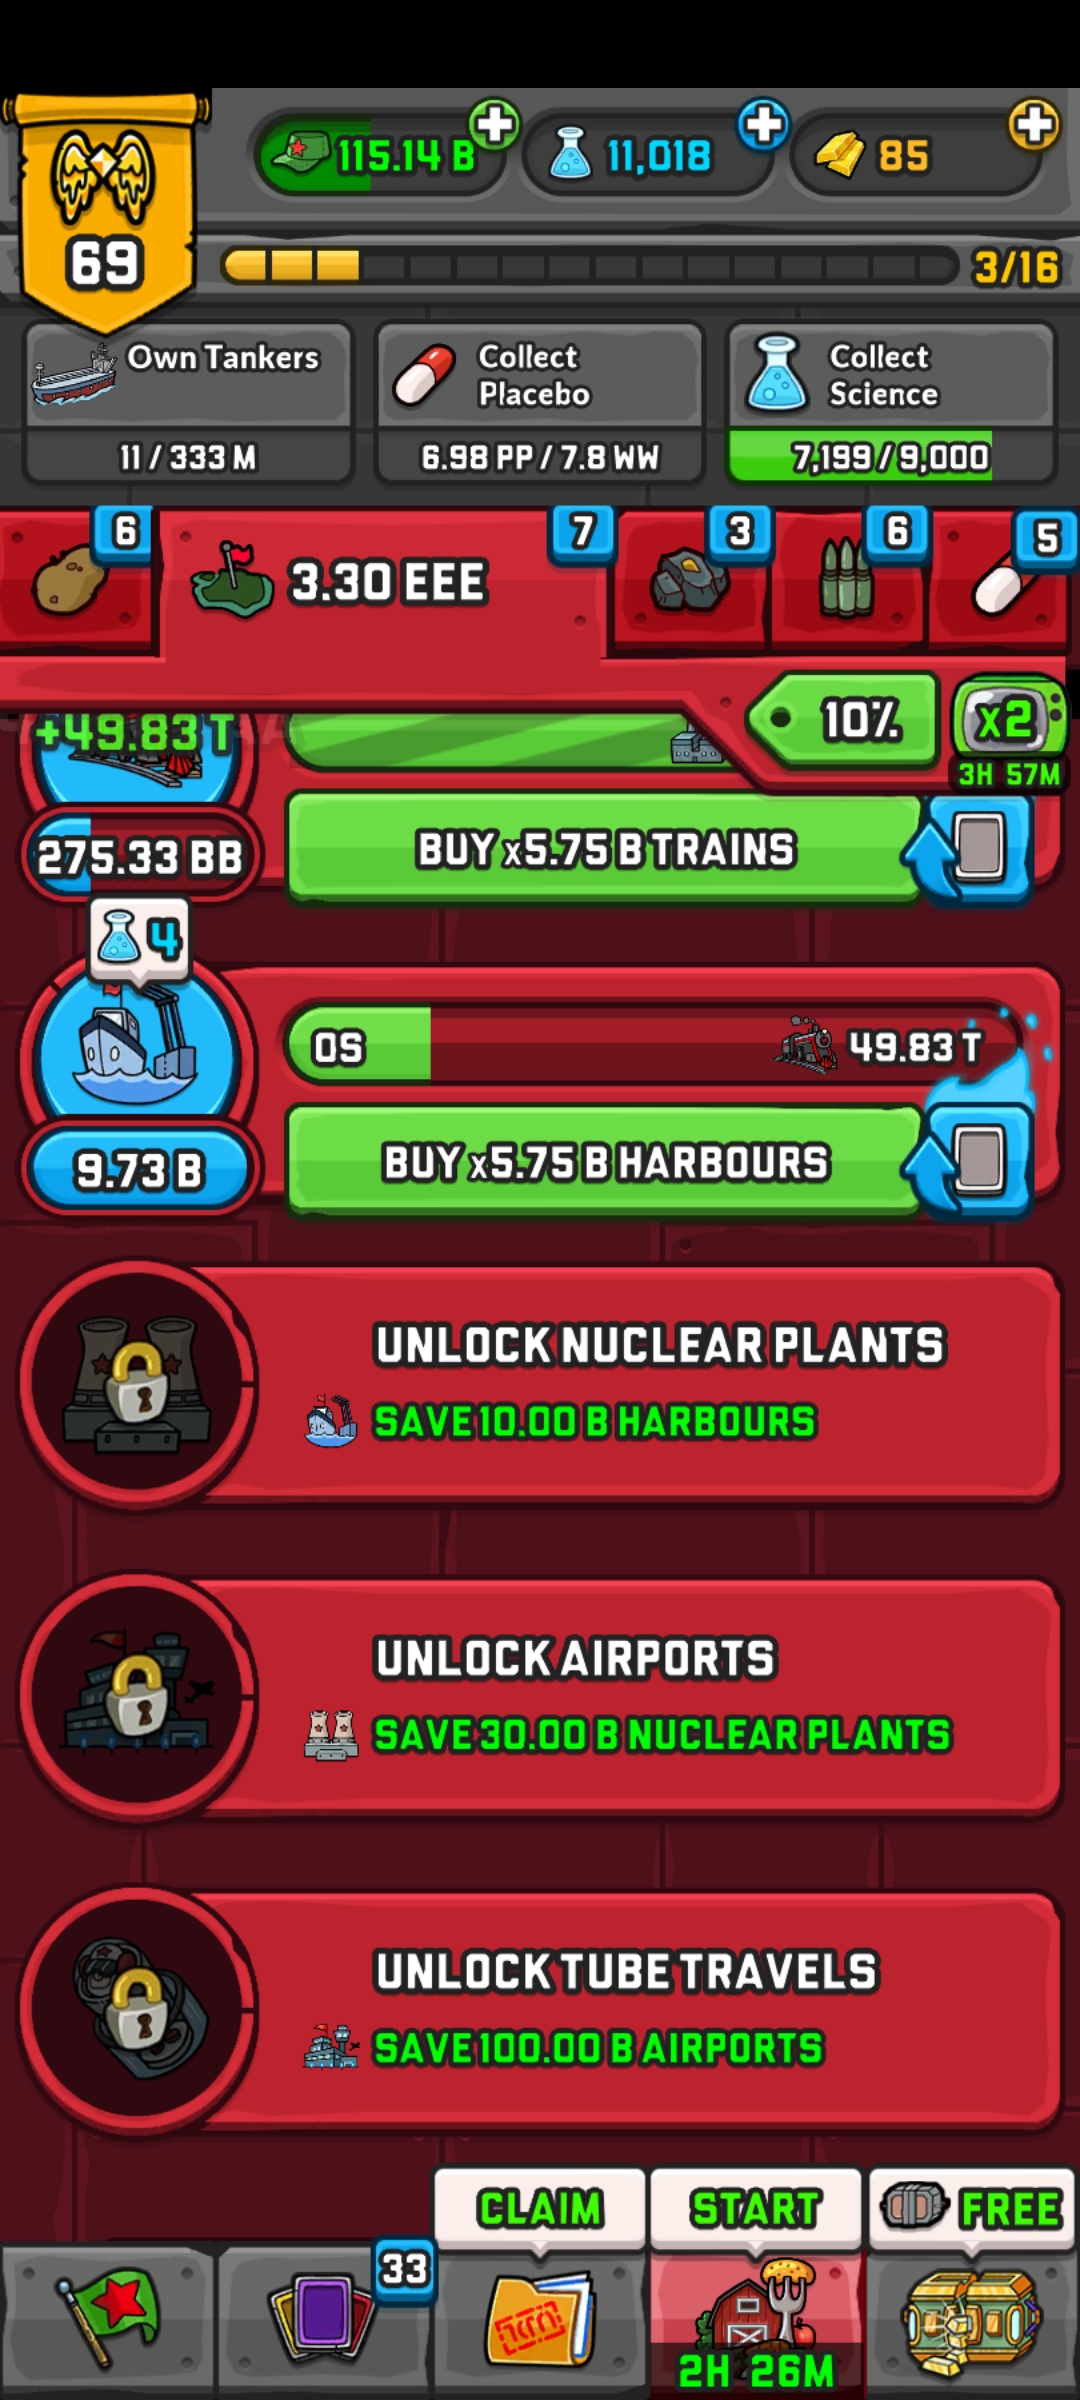 115.14 B
11,018
85
69
3/16
Own Tankers
11 / 333 M
Collect
Placebo
6.98 PP / 7.8 WW
Collect
Science
7,199 / 9,000
6
3.30 EEE
7
3
6
5
10%
x2
3H 57M
+49.83 T
275.33 BB
BUY x5.75 B TRAINS
4
0S
49.83 T
9.73 B
BUY x5.75 B HARBOURS
UNLOCK NUCLEAR PLANTS
SAVE 10.00 B HARBOURS
UNLOCK AIRPORTS
SAVE 30.00 B NUCLEAR PLANTS
UNLOCK TUBE TRAVELS
SAVE 100.00 B AIRPORTS
CLAIM
START
FREE
33
2H 26M